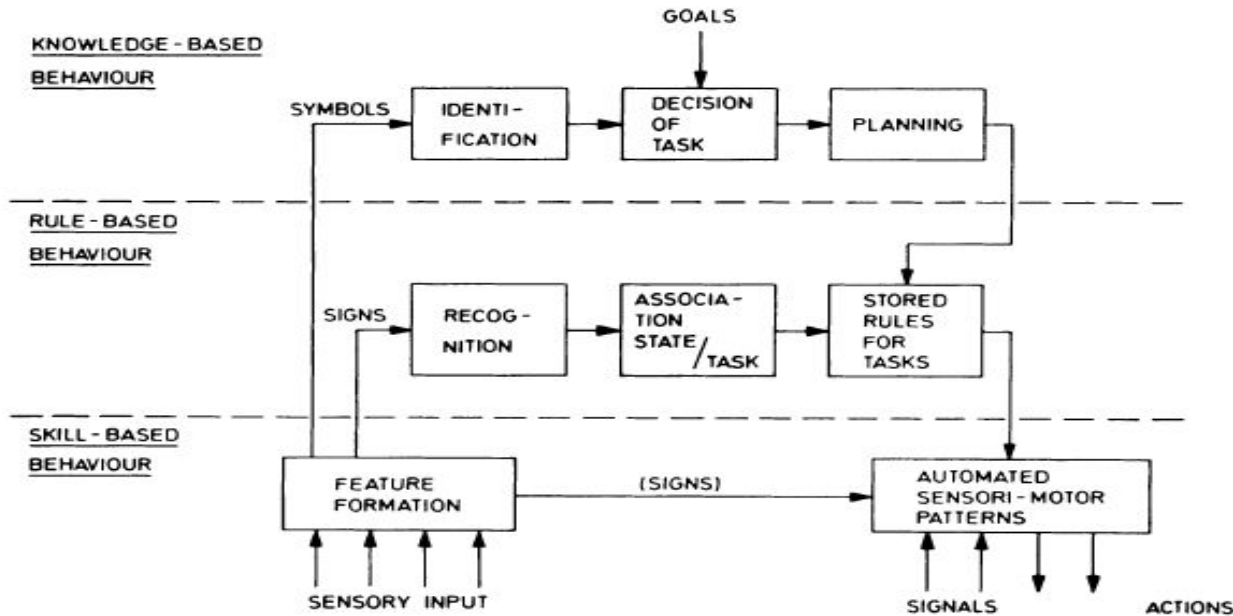 GOALS
KNOWLEDGE-BASED
BEHAVIOUR
SYMBOLS
IDENTI-
FICATION
DECISION
OF
TASK
PLANNING
RULE-BASED
BEHAVIOUR
SIGNS
RECOG-
NITION
ASSOCIA-
TION
STATE
/TASK
STORED
RULES
FOR
TASKS
SKILL-BASED
BEHAVIOUR
FEATURE
FORMATION
(SIGNS)
AUTOMATED
SENSORI-MOTOR
PATTERNS
SENSORY INPUT
SIGNALS
ACTIONS